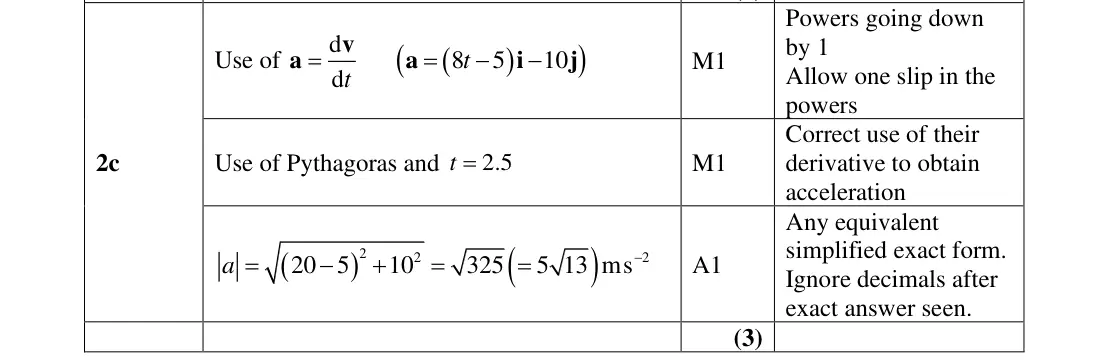 Use of a = dv/dt (a = (8t − 5)i − 10j)
M1
Powers going down
by 1
Allow one slip in the
powers
2c
Use of Pythagoras and t = 2.5
M1
Correct use of their
derivative to obtain
acceleration
|a| = √((20 − 5)² + 10²) = √325 (= 5√13) m s⁻²
A1
Any equivalent
simplified exact form.
Ignore decimals after
exact answer seen.
(3)